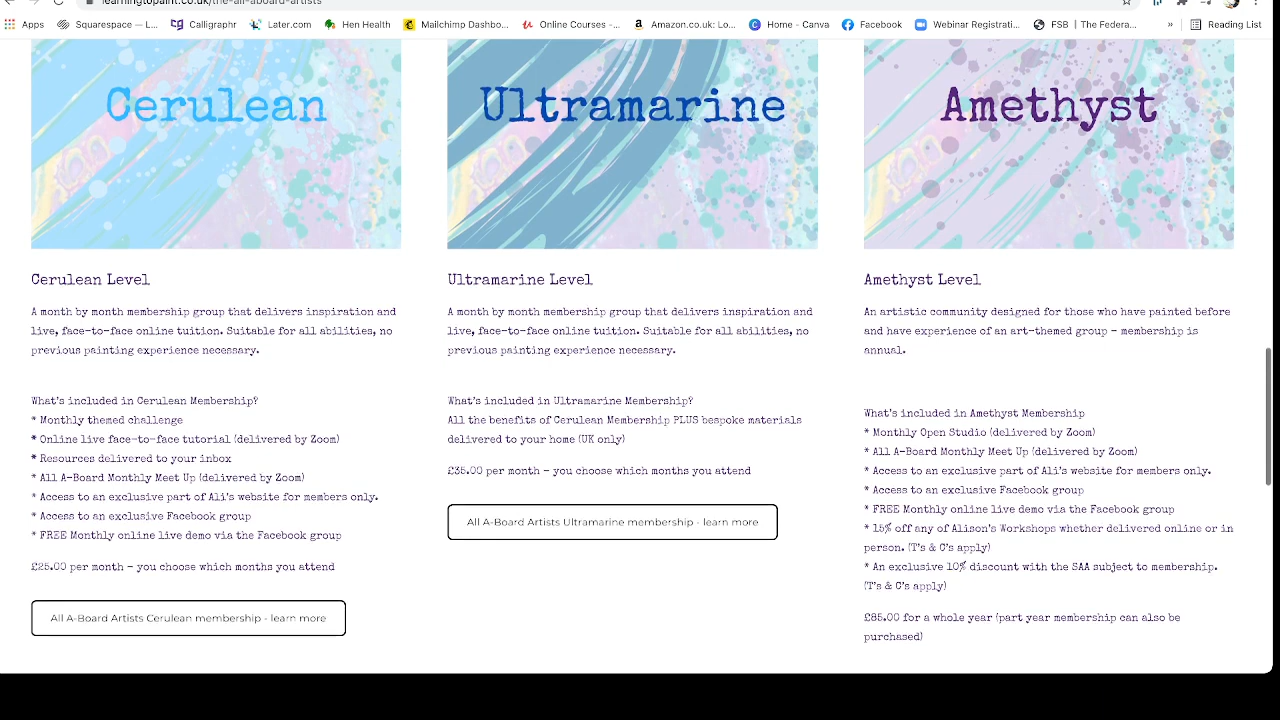 learningtopaint.co.uk/the-all-aboard-artists
Apps Squarespace — L... Calligraphr Later.com Hen Health Mailchimp Dashbo... Online Courses -... Amazon.co.uk: Lo... Home - Canva Facebook Webinar Registrati... FSB | The Federa... » Reading List
Cerulean
Ultramarine
Amethyst
Cerulean Level
A month by month membership group that delivers inspiration and
live, face-to-face online tuition. Suitable for all abilities, no
previous painting experience necessary.
What's included in Cerulean Membership?
* Monthly themed challenge
* Online live face-to-face tutorial (delivered by Zoom)
* Resources delivered to your inbox
* All A-Board Monthly Meet Up (delivered by Zoom)
* Access to an exclusive part of Ali's website for members only.
* Access to an exclusive Facebook group
* FREE Monthly online live demo via the Facebook group
£25.00 per month - you choose which months you attend
All A-Board Artists Cerulean membership - learn more
Ultramarine Level
A month by month membership group that delivers inspiration and
live, face-to-face online tuition. Suitable for all abilities, no
previous painting experience necessary.
What's included in Ultramarine Membership?
All the benefits of Cerulean Membership PLUS bespoke materials
delivered to your home (UK only)
£35.00 per month - you choose which months you attend
All A-Board Artists Ultramarine membership - learn more
Amethyst Level
An artistic community designed for those who have painted before
and have experience of an art-themed group - membership is
annual.
What's included in Amethyst Membership
* Monthly Open Studio (delivered by Zoom)
* All A-Board Monthly Meet Up (delivered by Zoom)
* Access to an exclusive part of Ali's website for members only.
* Access to an exclusive Facebook group
* FREE Monthly online live demo via the Facebook group
* 15% off any of Alison's Workshops whether delivered online or in
person. (T's & C's apply)
* An exclusive 10% discount with the SAA subject to membership.
(T's & C's apply)
£85.00 for a whole year (part year membership can also be
purchased)